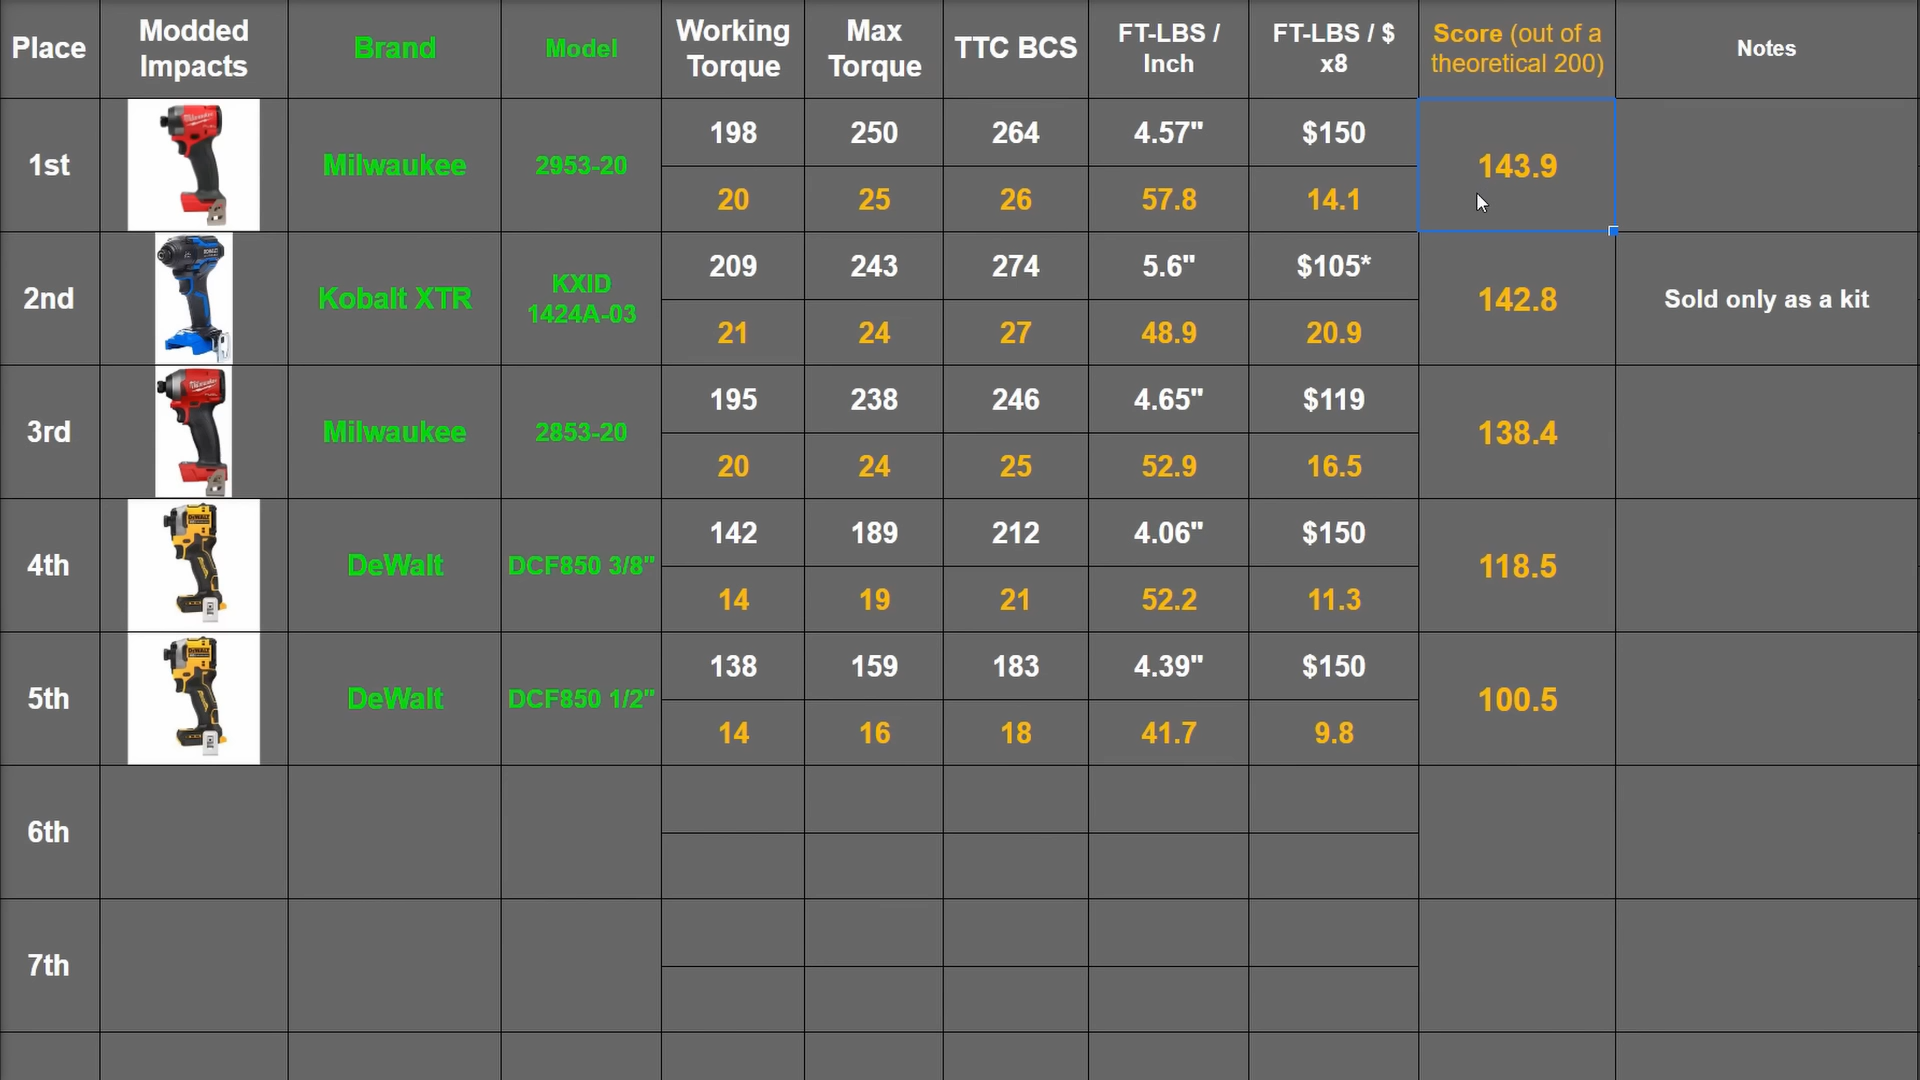 Place
Modded
Impacts
Brand
Model
Working
Torque
Max
Torque
TTC BCS
FT-LBS /
Inch
FT-LBS / $
x8
Score (out of a
theoretical 200)
Notes
1st
Milwaukee
Milwaukee
2953-20
198
250
264
4.57"
$150
20
25
26
57.8
14.1
143.9
2nd
Kobalt XTR
KXID
1424A-03
209
243
274
5.6"
$105*
21
24
27
48.9
20.9
142.8
Sold only as a kit
3rd
Milwaukee
Milwaukee
2853-20
195
238
246
4.65"
$119
20
24
25
52.9
16.5
138.4
4th
DEWALT
DeWalt
DCF850 3/8"
142
189
212
4.06"
$150
14
19
21
52.2
11.3
118.5
5th
DEWALT
DeWalt
DCF850 1/2"
138
159
183
4.39"
$150
14
16
18
41.7
9.8
100.5
6th
7th